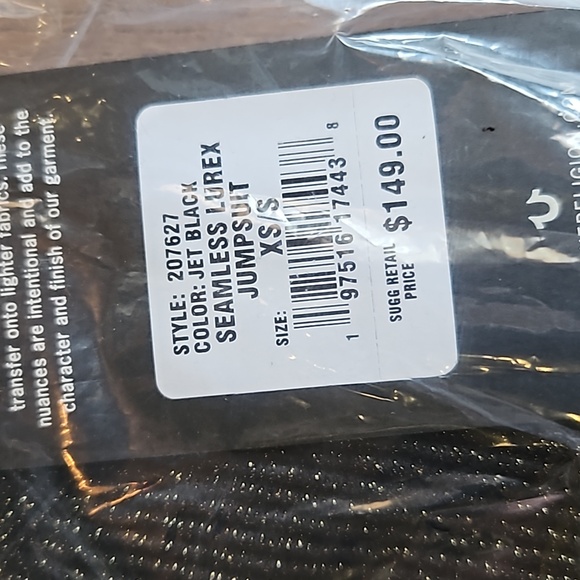 transfer onto lighter fabrics. These
nuances are intentional and add to the
character and finish of our garment.
STYLE: 207627
COLOR: JET BLACK
SEAMLESS LUREX
JUMPSUIT
SIZE: XS/S
1 97516 17443 8
SUGG RETAIL
PRICE $149.00